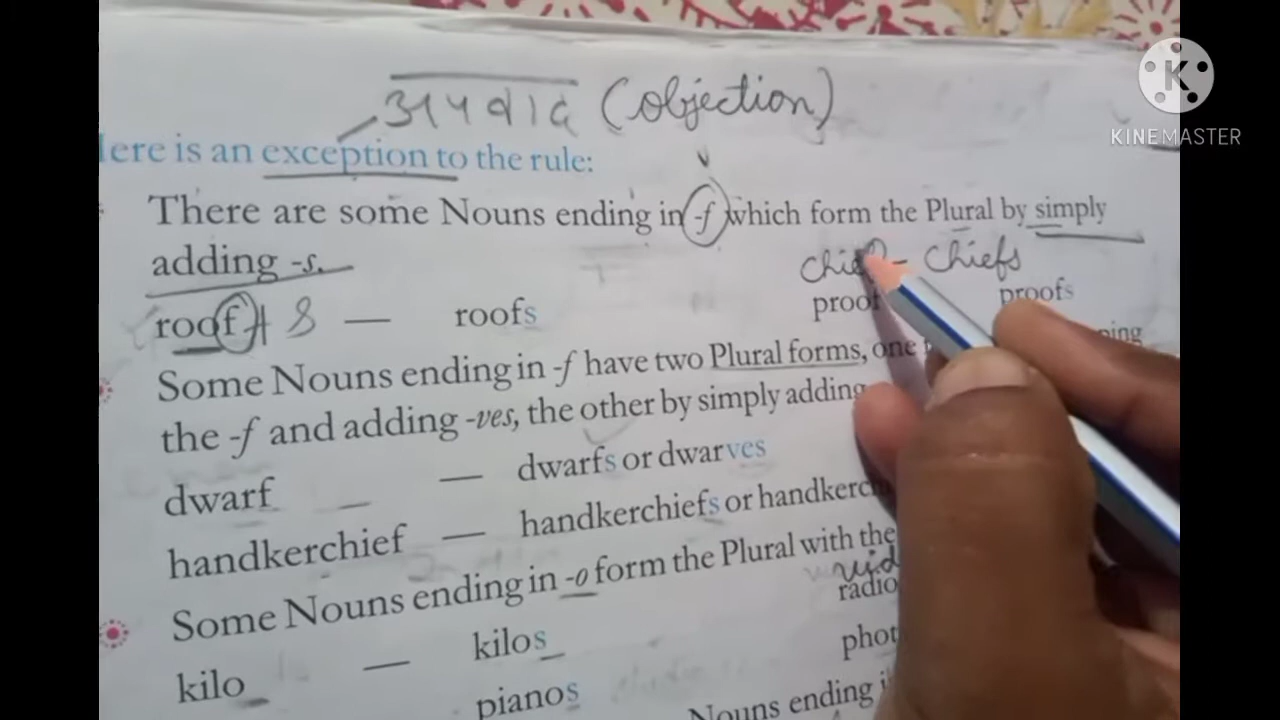 अपवाद (objection)
K
KINEMASTER
Here is an exception to the rule:
There are some Nouns ending in -f which form the Plural by simply
adding -s.
chief - chiefs
roof + s — roofs proof proofs
Some Nouns ending in -f have two Plural forms, one
the -f and adding -ves, the other by simply adding
dwarf — dwarfs or dwarves
handkerchief — handkerchiefs or
Some Nouns ending in -o form the Plural with the
kilo — kilos radio
pianos
Nouns ending